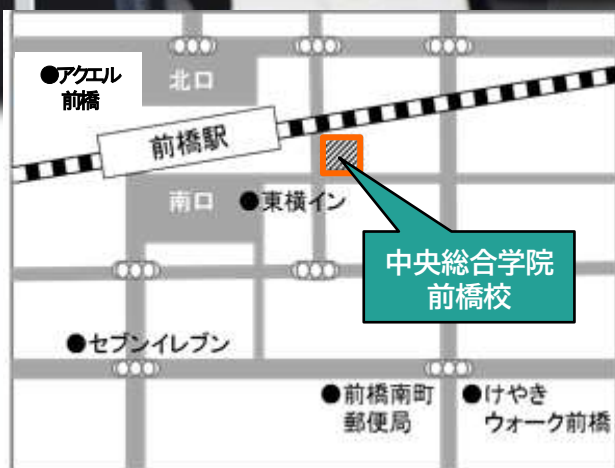 ●アクエル
前橋
北口
前橋駅
南口
●東横イン
中央総合学院
前橋校
●セブンイレブン
●前橋南町
郵便局
●けやき
ウォーク前橋